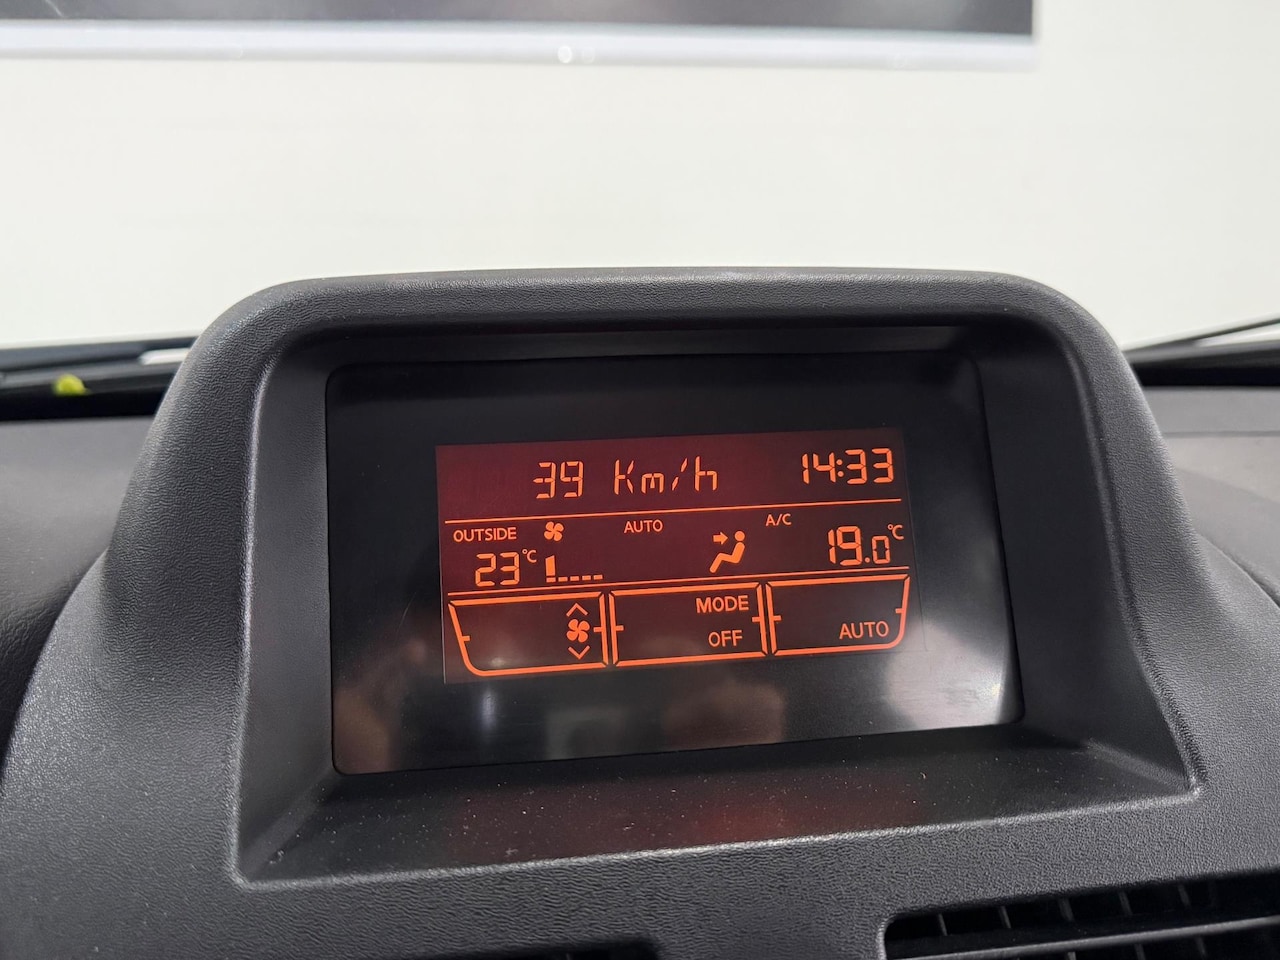 39 Km/h 14:33
OUTSIDE AUTO A/C
23°C 19.0°C
MODE
OFF AUTO